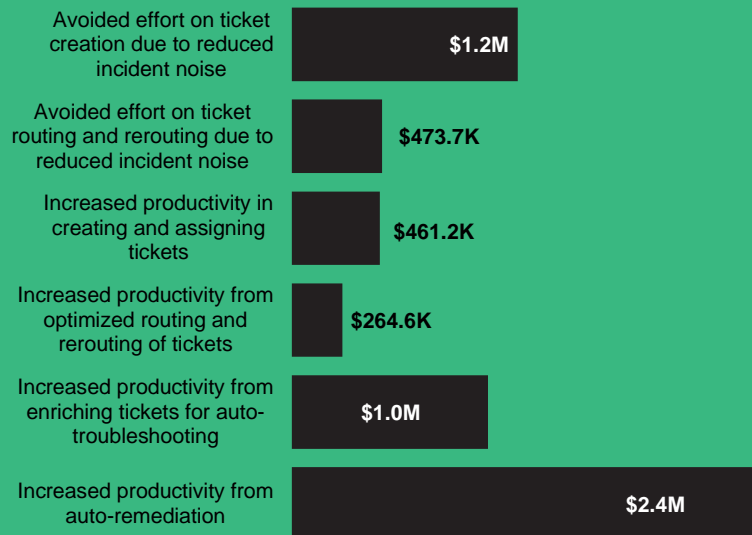 Avoided effort on ticket
creation due to reduced
incident noise
$1.2M
Avoided effort on ticket
routing and rerouting due to
reduced incident noise
$473.7K
Increased productivity in
creating and assigning
tickets
$461.2K
Increased productivity from
optimized routing and
rerouting of tickets
$264.6K
Increased productivity from
enriching tickets for auto-
troubleshooting
$1.0M
Increased productivity from
auto-remediation
$2.4M